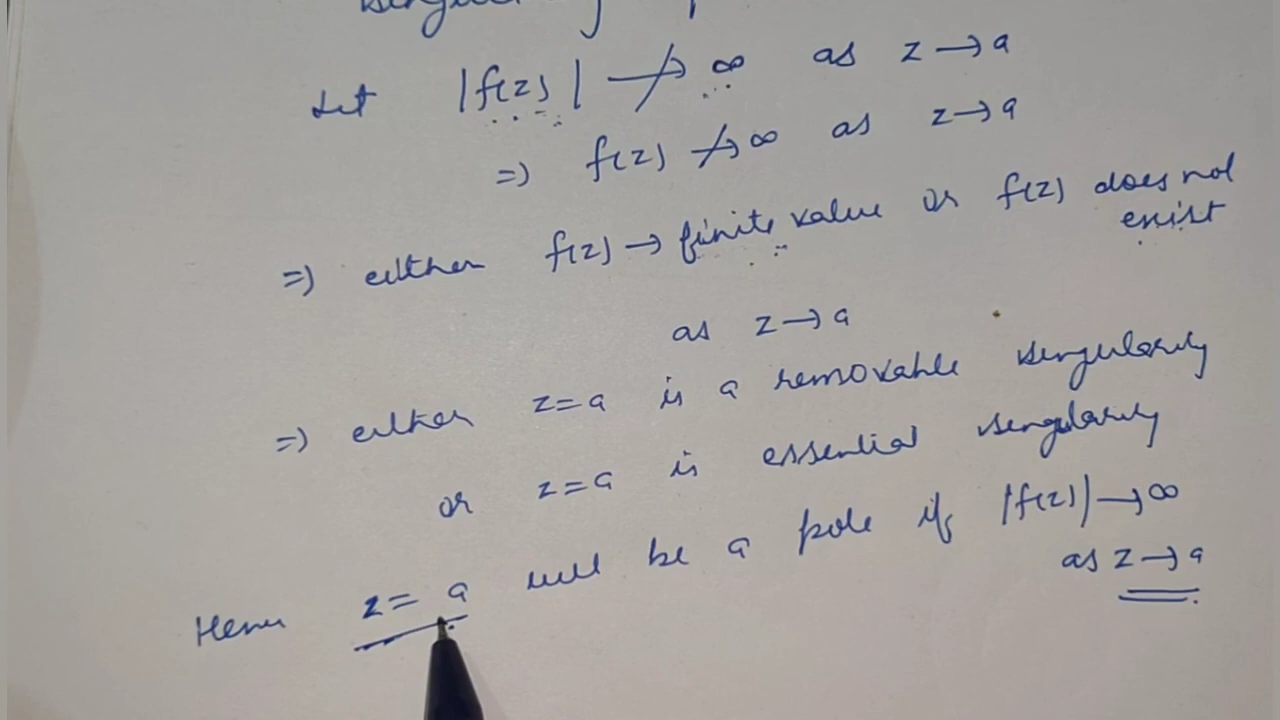 Let |f(z)| ↛ ∞ as z → a
=) f(z) ↛ ∞ as z → a
=) either f(z) → finite value or f(z) does not
exist
as z → a
=) either z = a is a removable singularity
or z = a is essential singularity
Hence z = a will be a pole if |f(z)| → ∞
as z → a